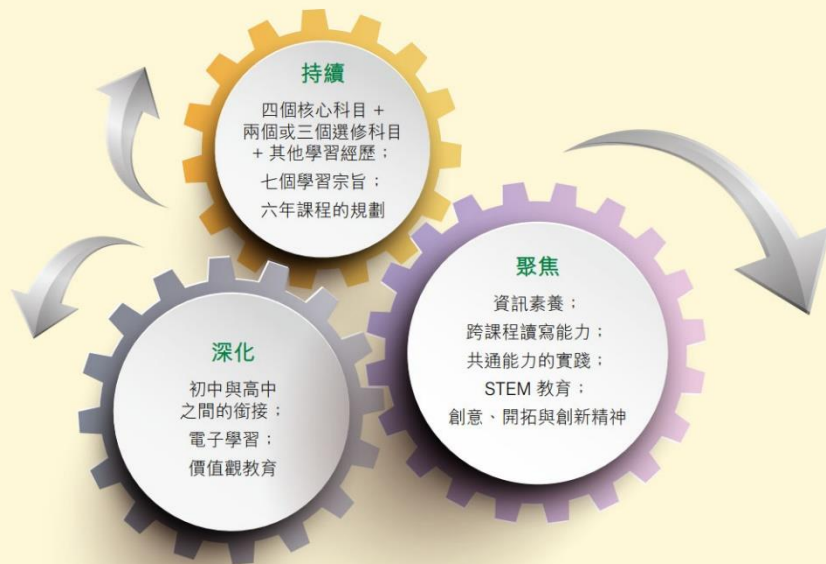 持續
四個核心科目 +
兩個或三個選修科目
+ 其他學習經歷；
七個學習宗旨；
六年課程的規劃
聚焦
資訊素養；
跨課程讀寫能力；
共通能力的實踐；
STEM 教育；
創意、開拓與創新精神
深化
初中與高中
之間的銜接；
電子學習；
價值觀教育